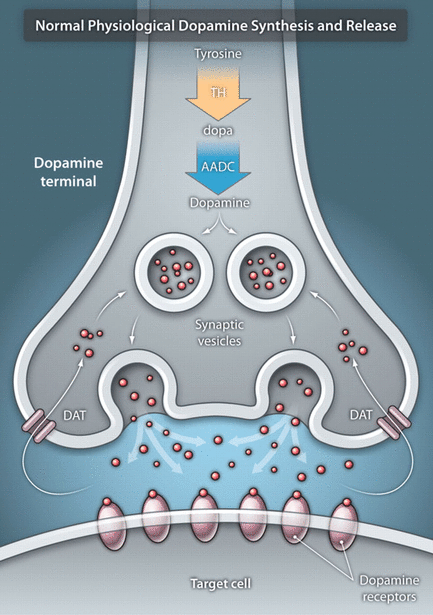 Normal Physiological Dopamine Synthesis and Release
Tyrosine
TH
dopa
AADC
Dopamine
Dopamine
terminal
Synaptic
vesicles
DAT
DAT
Target cell
Dopamine
receptors